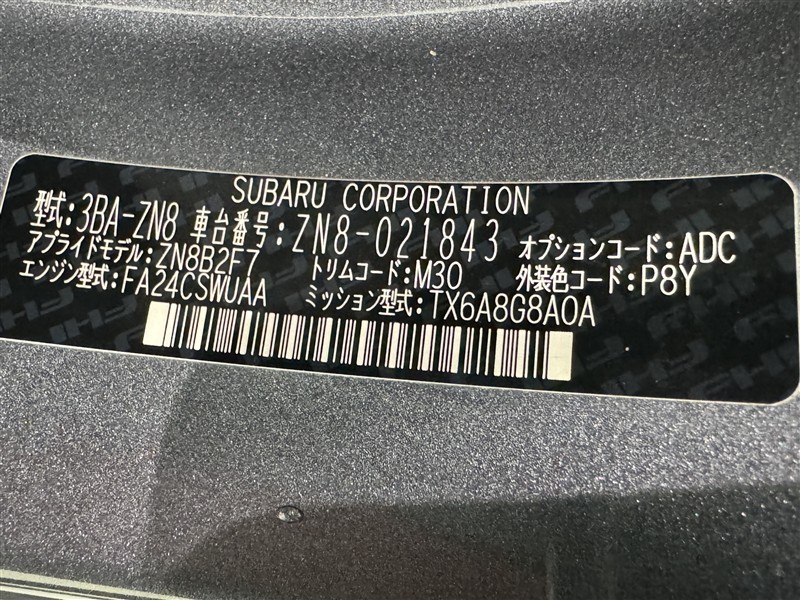 SUBARU CORPORATION
型式:3BA-ZN8 車台番号:ZN8-021843 オプションコード:ADC
アプライドモデル:ZN8B2F7 トリムコード:M30 外装色コード:P8Y
エンジン型式:FA24CSWUAA ミッション型式:TX6A8G8AOA